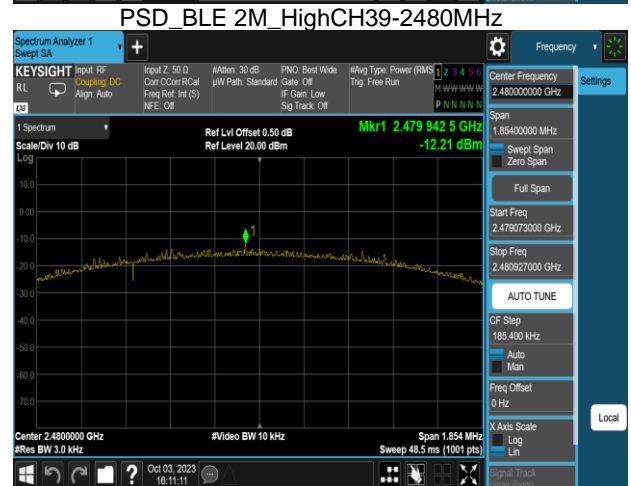 PSD_BLE 2M_HighCH39-2480MHz
Spectrum Analyzer 1
Swept SA
+
Frequency
KEYSIGHT
RL
LXI
Input: RF
Coupling: DC
Align: Auto
Input Z: 50 Ω
Corr CCorr RCal
Freq Ref: Int (S)
NFE: Off
#Atten: 30 dB
µW Path: Standard
PNO: Best Wide
Gate: Off
IF Gain: Low
Sig Track: Off
#Avg Type: Power (RMS
Trig: Free Run
1 2 3 4 5 6
M W W W W W
P N N N N N
Center Frequency
2.480000000 GHz
Settings
Span
1.85400000 MHz
Swept Span
Zero Span
Full Span
Start Freq
2.479073000 GHz
Stop Freq
2.480927000 GHz
AUTO TUNE
CF Step
185.400 kHz
Auto
Man
Freq Offset
0 Hz
X Axis Scale
Log
Lin
Local
Signal Track
(Span Zoom)
1 Spectrum
Scale/Div 10 dB
Log
Ref Lvl Offset 0.50 dB
Ref Level 20.00 dBm
Mkr1 2.479 942 5 GHz
-12.21 dBm
10.0
0.00
-10.0
-20.0
-30.0
-40.0
-50.0
-60.0
-70.0
1
Center 2.4800000 GHz
#Res BW 3.0 kHz
#Video BW 10 kHz
Span 1.854 MHz
Sweep 48.5 ms (1001 pts)
?
Oct 03, 2023
16:11:11